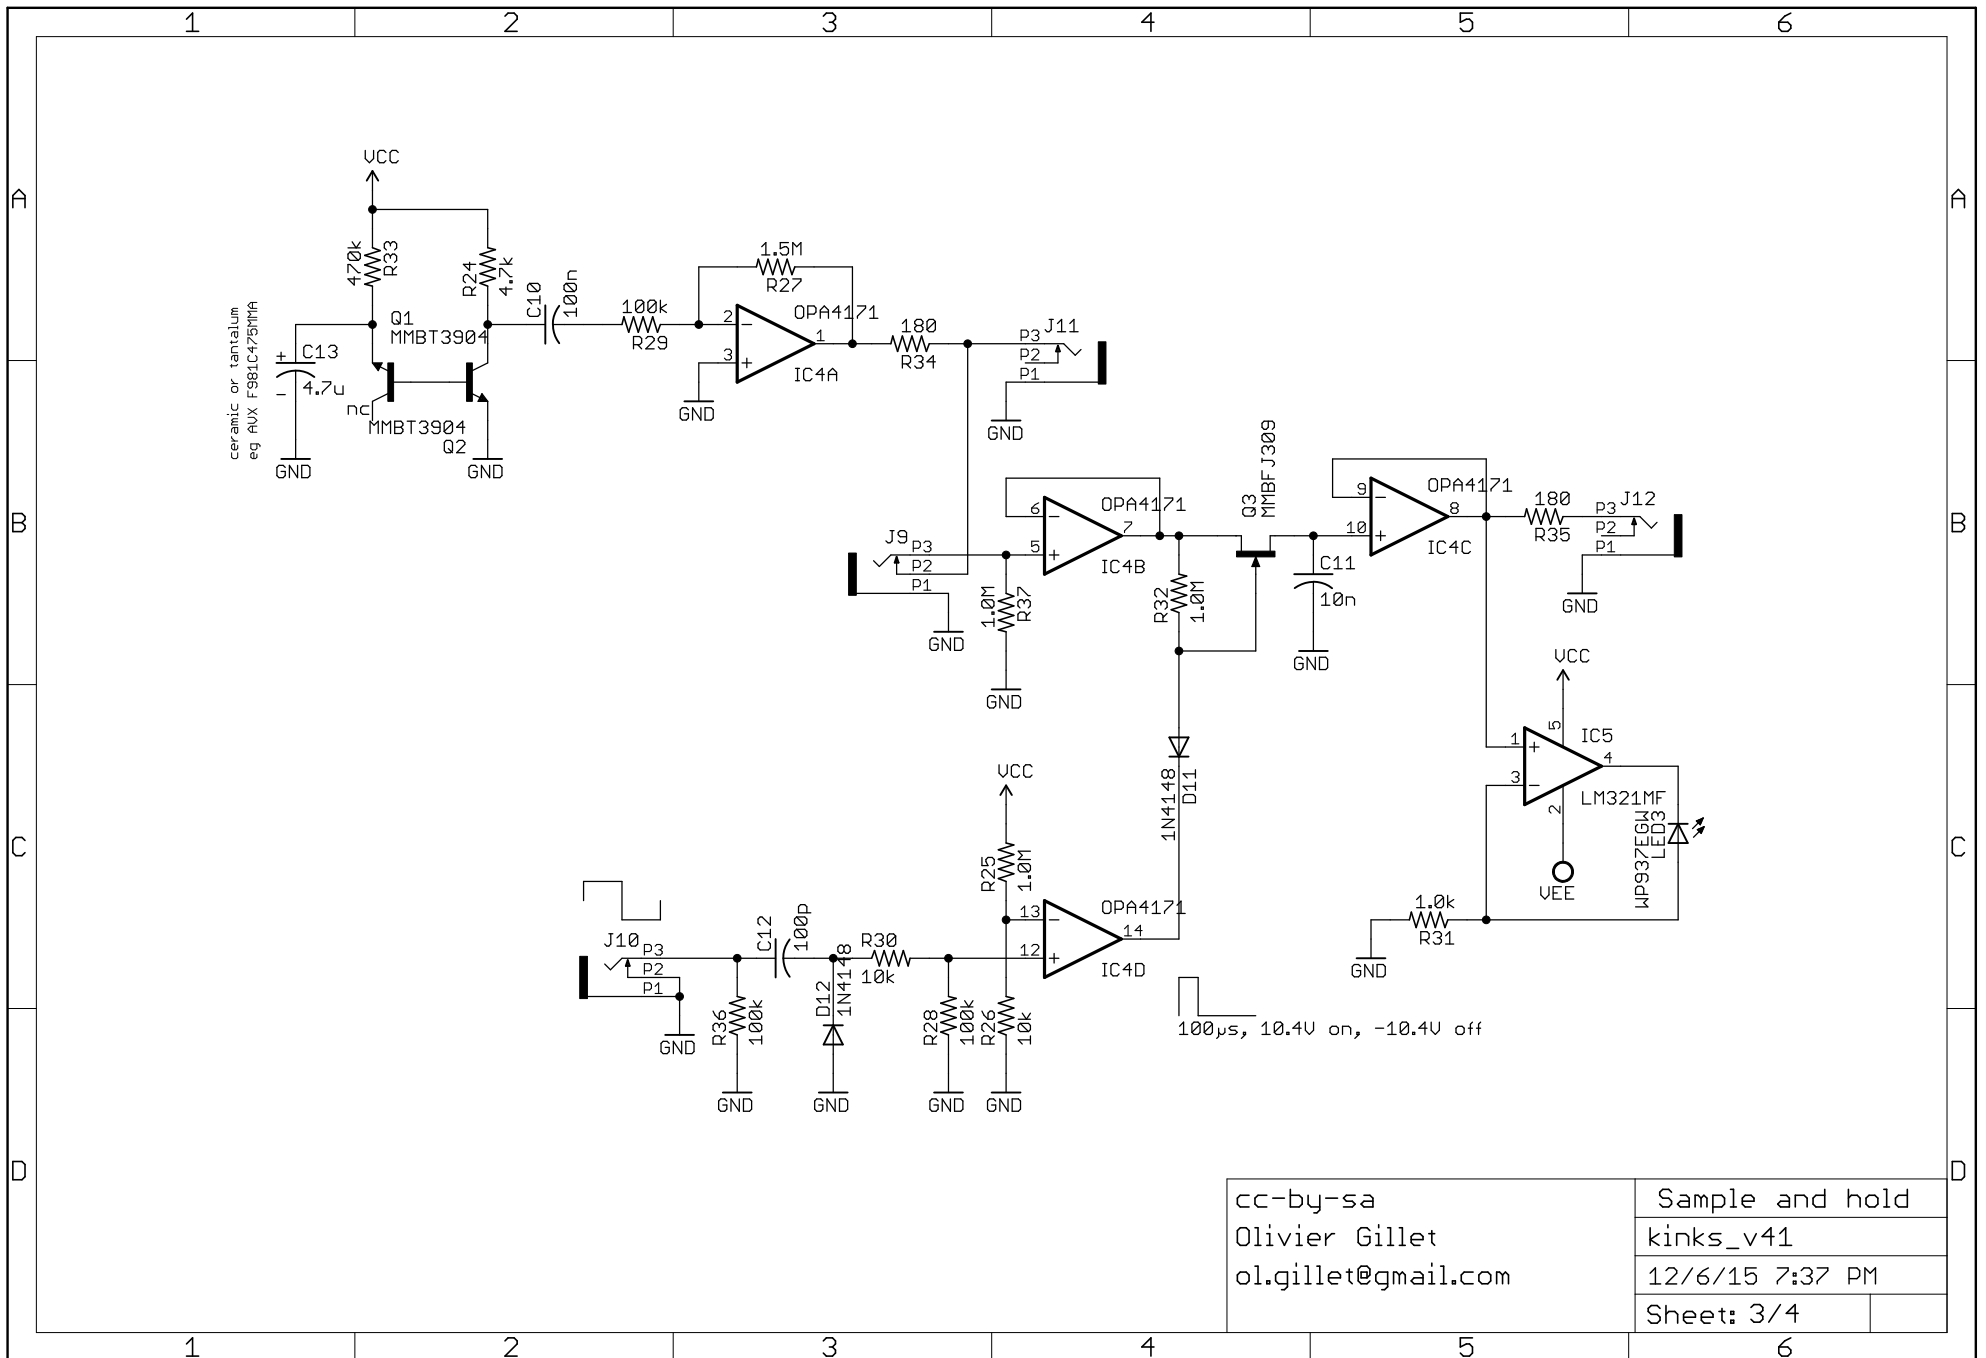 1 2 3 4 5 6
A A
VCC
470k
R33
R24
4.7k
C10
100n
1.5M
R27
ceramic or tantalum
eg AVX F981C475MMA
Q1
MMBT3904
100k
R29
2
3
1
OPA4171
IC4A
180
R34
P3
P2
P1
J11
+
C13
4.7u
-
nc
MMBT3904
Q2
GND
GND
GND
GND
B B
6
5
7
OPA4171
IC4B
Q3
MMBFJ309
9
10
8
OPA4171
IC4C
180
R35
P3
P2
P1
J12
J9
P3
P2
P1
1.0M
R37
R32
1.0M
C11
10n
GND
GND
GND
GND
VCC
5
1
3
4
2
IC5
LM321MF
VEE
WP937EGW
LED3
1.0k
R31
GND
C C
VCC
1N4148
D11
R25
1.0M
13
12
14
OPA4171
IC4D
J10
P3
P2
P1
C12
100p
R30
10k
D12
1N4148
R36
100k
R28
100k
R26
10k
GND
GND
GND
GND
GND
100µs, 10.4V on, -10.4V off
D D
cc-by-sa
Olivier Gillet
ol.gillet@gmail.com
Sample and hold
kinks_v41
12/6/15 7:37 PM
Sheet: 3/4
1 2 3 4 5 6